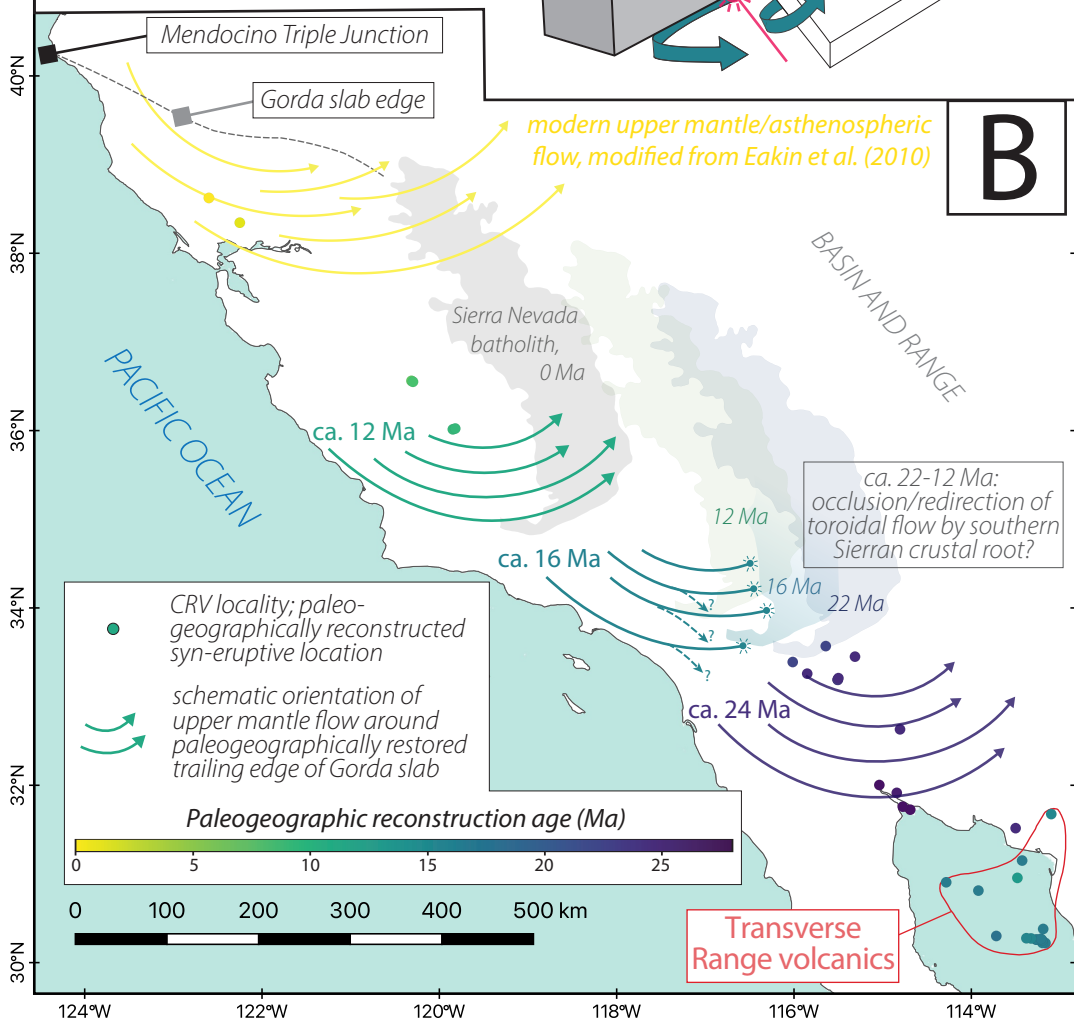 Mendocino Triple Junction
Gorda slab edge
modern upper mantle/asthenospheric
flow, modified from Eakin et al. (2010)
B
BASIN AND RANGE
Sierra Nevada
batholith,
0 Ma
PACIFIC OCEAN
ca. 12 Ma
ca. 22-12 Ma:
occlusion/redirection of
toroidal flow by southern
Sierran crustal root?
12 Ma
ca. 16 Ma
16 Ma
22 Ma
?
?
?
ca. 24 Ma
CRV locality; paleo-
geographically reconstructed
syn-eruptive location
schematic orientation of
upper mantle flow around
paleogeographically restored
trailing edge of Gorda slab
Paleogeographic reconstruction age (Ma)
0 5 10 15 20 25
0 100 200 300 400 500 km
Transverse
Range volcanics
40°N
38°N
36°N
34°N
32°N
30°N
124°W 122°W 120°W 118°W 116°W 114°W